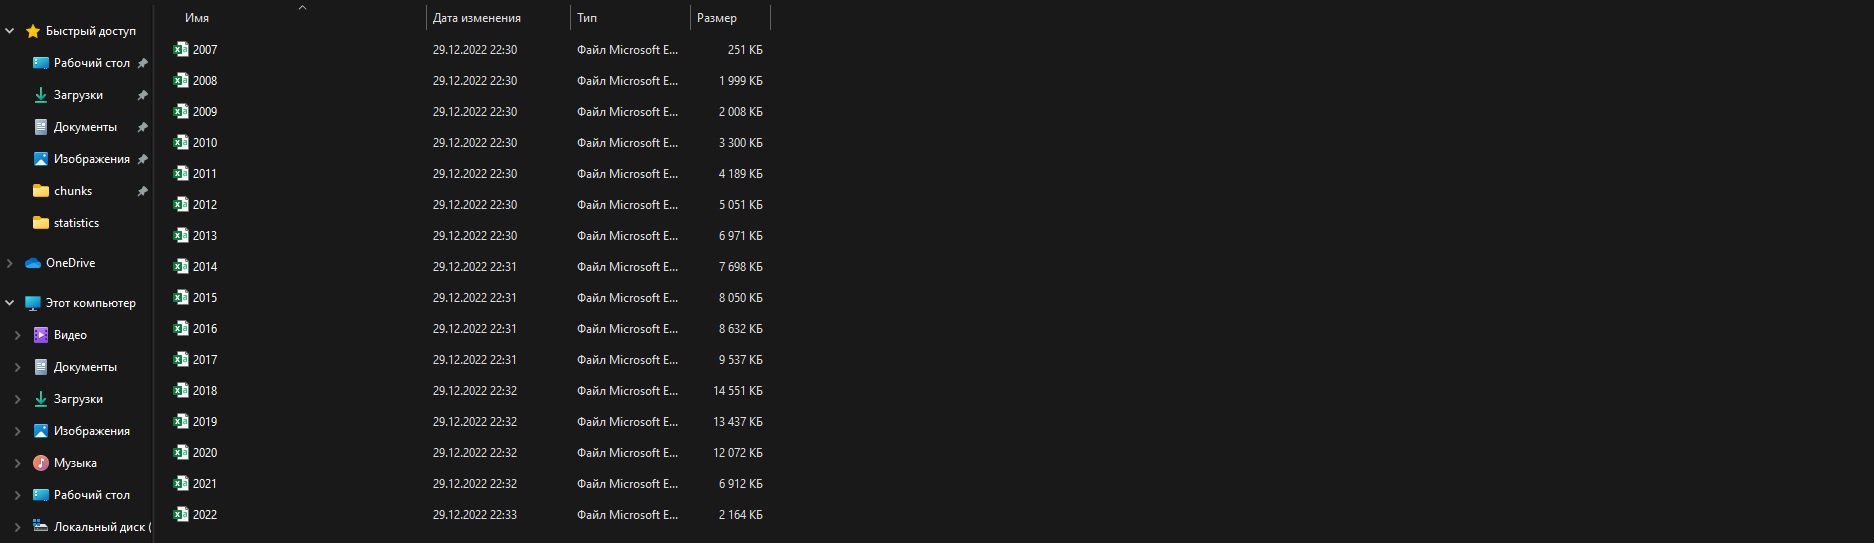 Имя Дата изменения Тип Размер
Быстрый доступ
Рабочий стол
Загрузки
Документы
Изображения
chunks
statistics
OneDrive
Этот компьютер
Видео
Документы
Загрузки
Изображения
Музыка
Рабочий стол
Локальный диск (
2007 29.12.2022 22:30 Файл Microsoft E... 251 КБ
2008 29.12.2022 22:30 Файл Microsoft E... 1 999 КБ
2009 29.12.2022 22:30 Файл Microsoft E... 2 008 КБ
2010 29.12.2022 22:30 Файл Microsoft E... 3 300 КБ
2011 29.12.2022 22:30 Файл Microsoft E... 4 189 КБ
2012 29.12.2022 22:30 Файл Microsoft E... 5 051 КБ
2013 29.12.2022 22:30 Файл Microsoft E... 6 971 КБ
2014 29.12.2022 22:31 Файл Microsoft E... 7 698 КБ
2015 29.12.2022 22:31 Файл Microsoft E... 8 050 КБ
2016 29.12.2022 22:31 Файл Microsoft E... 8 632 КБ
2017 29.12.2022 22:31 Файл Microsoft E... 9 537 КБ
2018 29.12.2022 22:32 Файл Microsoft E... 14 551 КБ
2019 29.12.2022 22:32 Файл Microsoft E... 13 437 КБ
2020 29.12.2022 22:32 Файл Microsoft E... 12 072 КБ
2021 29.12.2022 22:32 Файл Microsoft E... 6 912 КБ
2022 29.12.2022 22:33 Файл Microsoft E... 2 164 КБ